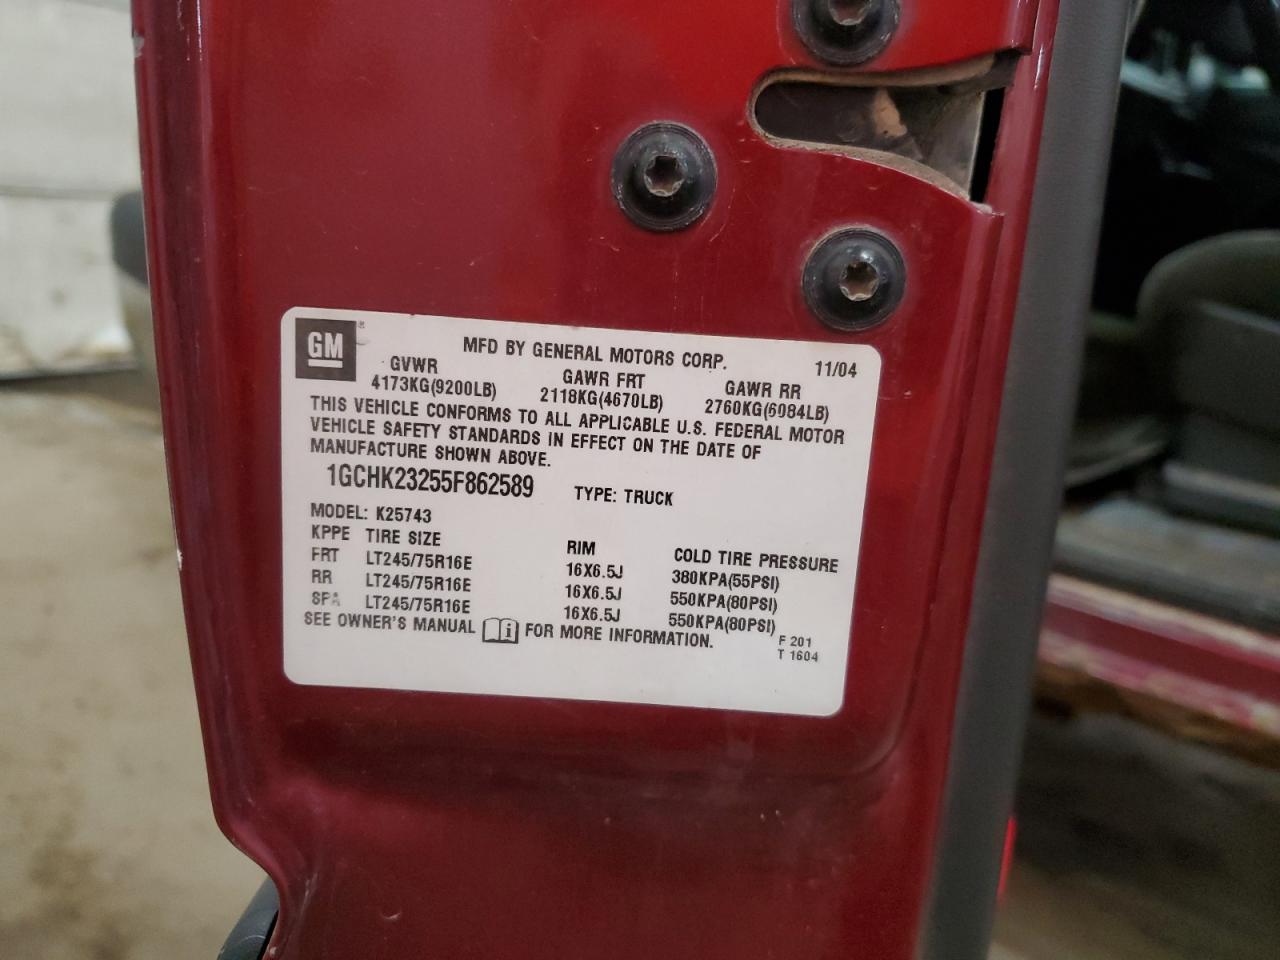 GM
MFD BY GENERAL MOTORS CORP. 11/04
GVWR GAWR FRT GAWR RR
4173KG(9200LB) 2118KG(4670LB) 2760KG(6084LB)
THIS VEHICLE CONFORMS TO ALL APPLICABLE U.S. FEDERAL MOTOR
VEHICLE SAFETY STANDARDS IN EFFECT ON THE DATE OF
MANUFACTURE SHOWN ABOVE.
1GCHK23255F862589 TYPE: TRUCK
MODEL: K25743
KPPE TIRE SIZE RIM COLD TIRE PRESSURE
FRT LT245/75R16E 16X6.5J 380KPA(55PSI)
RR LT245/75R16E 16X6.5J 550KPA(80PSI)
SPA LT245/75R16E 16X6.5J 550KPA(80PSI)
SEE OWNER'S MANUAL FOR MORE INFORMATION.
F 201
T 1604